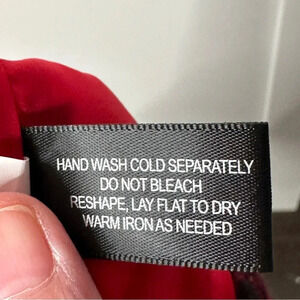 HAND WASH COLD SEPARATELY
DO NOT BLEACH
RESHAPE, LAY FLAT TO DRY
WARM IRON AS NEEDED